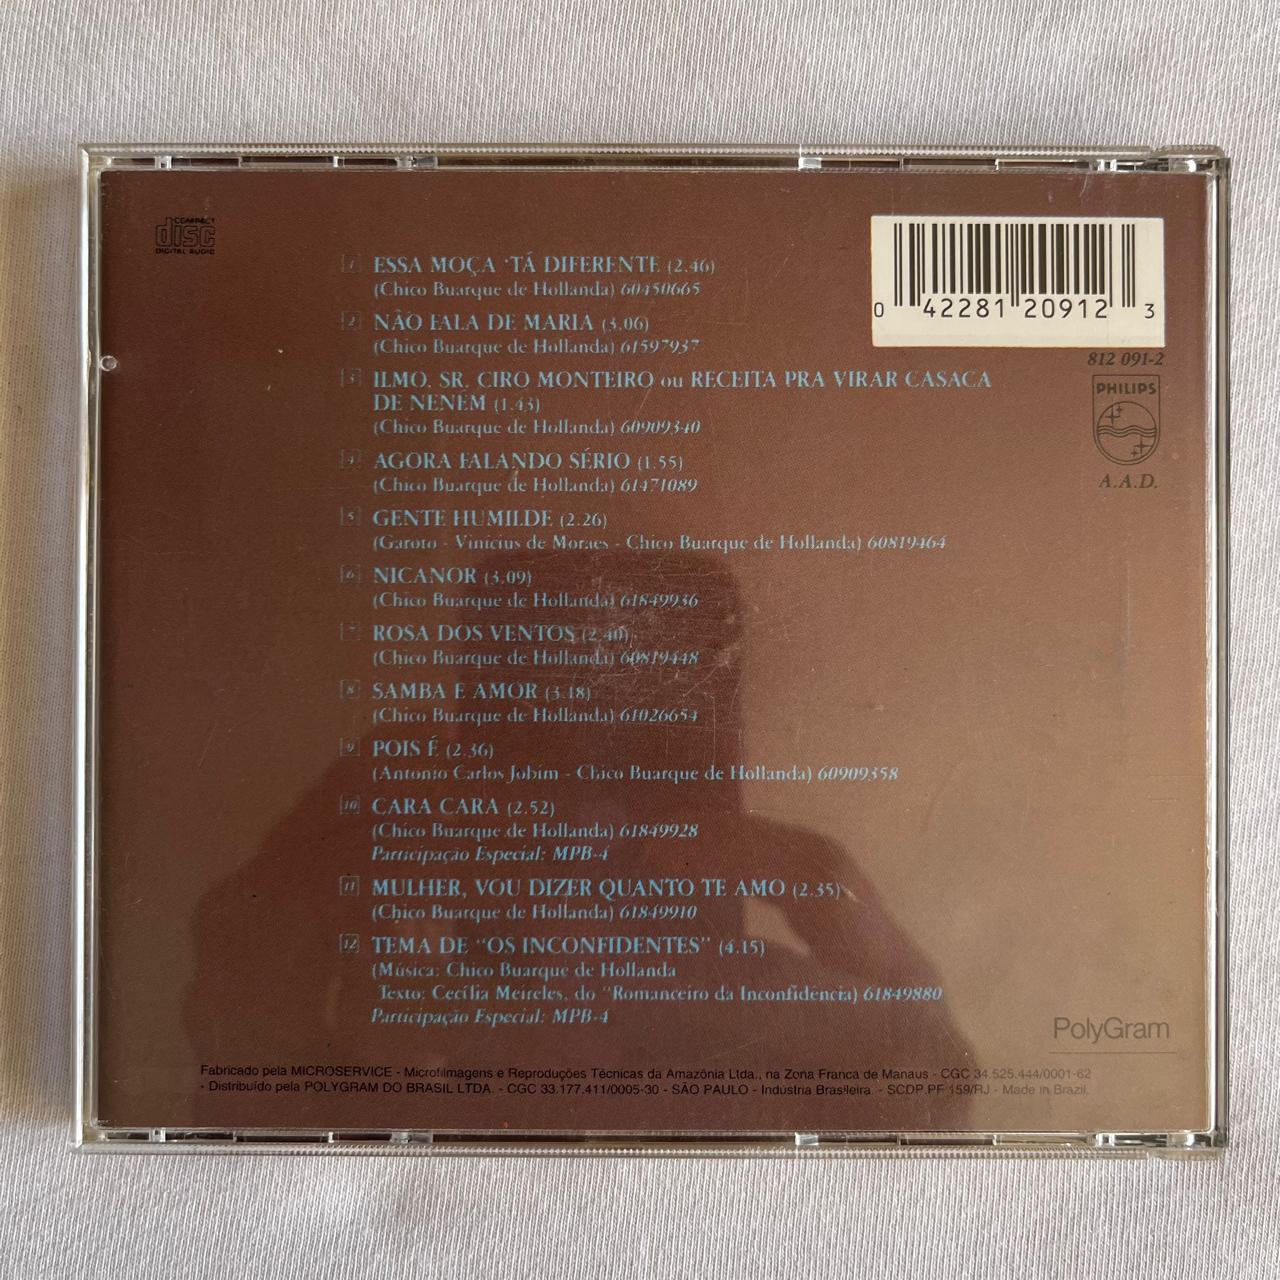 COMPACT
disc
DIGITAL AUDIO
0 42281 20912 3
812 091-2
PHILIPS
A.A.D.
1 ESSA MOÇA 'TÁ DIFERENTE (2.46)
(Chico Buarque de Hollanda) 60450665
2 NÃO FALA DE MARIA (3.06)
(Chico Buarque de Hollanda) 61597937
3 ILMO. SR. CIRO MONTEIRO ou RECEITA PRA VIRAR CASACA
DE NENÉM (1.43)
(Chico Buarque de Hollanda) 60909340
4 AGORA FALANDO SÉRIO (1.55)
(Chico Buarque de Hollanda) 61471089
5 GENTE HUMILDE (2.26)
(Garoto - Vinícius de Moraes - Chico Buarque de Hollanda) 60819464
6 NICANOR (3.09)
(Chico Buarque de Hollanda) 61849936
7 ROSA DOS VENTOS (2.40)
(Chico Buarque de Hollanda) 60819448
8 SAMBA E AMOR (3.18)
(Chico Buarque de Hollanda) 61026654
9 POIS É (2.36)
(Antonio Carlos Jobim - Chico Buarque de Hollanda) 60909358
10 CARA CARA (2.52)
(Chico Buarque de Hollanda) 61849928
Participação Especial: MPB-4
11 MULHER, VOU DIZER QUANTO TE AMO (2.35)
(Chico Buarque de Hollanda) 61849910
12 TEMA DE "OS INCONFIDENTES" (4.15)
(Música: Chico Buarque de Hollanda
Texto: Cecília Meireles, do "Romanceiro da Inconfidência) 61849880
Participação Especial: MPB-4
PolyGram
Fabricado pela MICROSERVICE - Microfilmagens e Reproduções Técnicas da Amazônia Ltda., na Zona Franca de Manaus - CGC 34.525.444/0001-62
- Distribuído pela POLYGRAM DO BRASIL LTDA. - CGC 33.177.411/0005-30 - SÃO PAULO - Indústria Brasileira. - SCDP.PF 159/RJ - Made in Brazil.